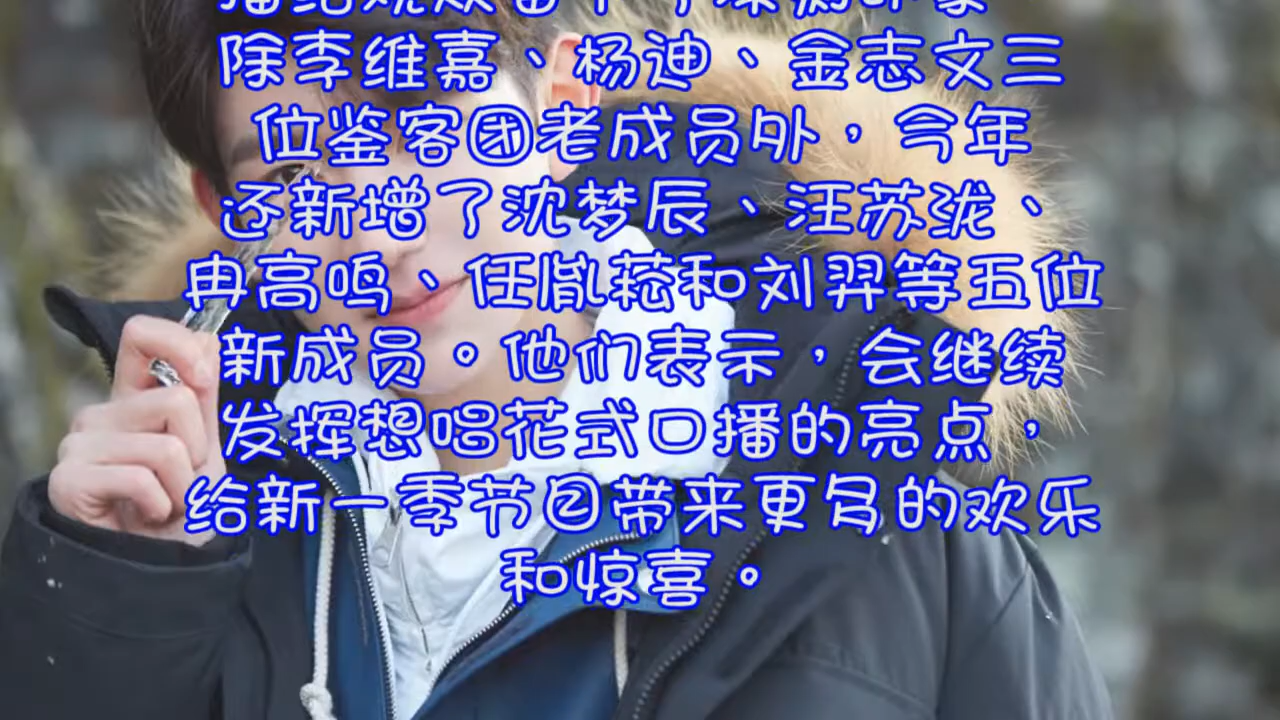 除李维嘉、杨迪、金志文三
位鉴客团老成员外，今年
还新增了沈梦辰、汪苏泷、
冉高鸣、任胤菘和刘羿等五位
新成员。他们表示，会继续
发挥想唱花式口播的亮点，
给新一季节目带来更多的欢乐
和惊喜。